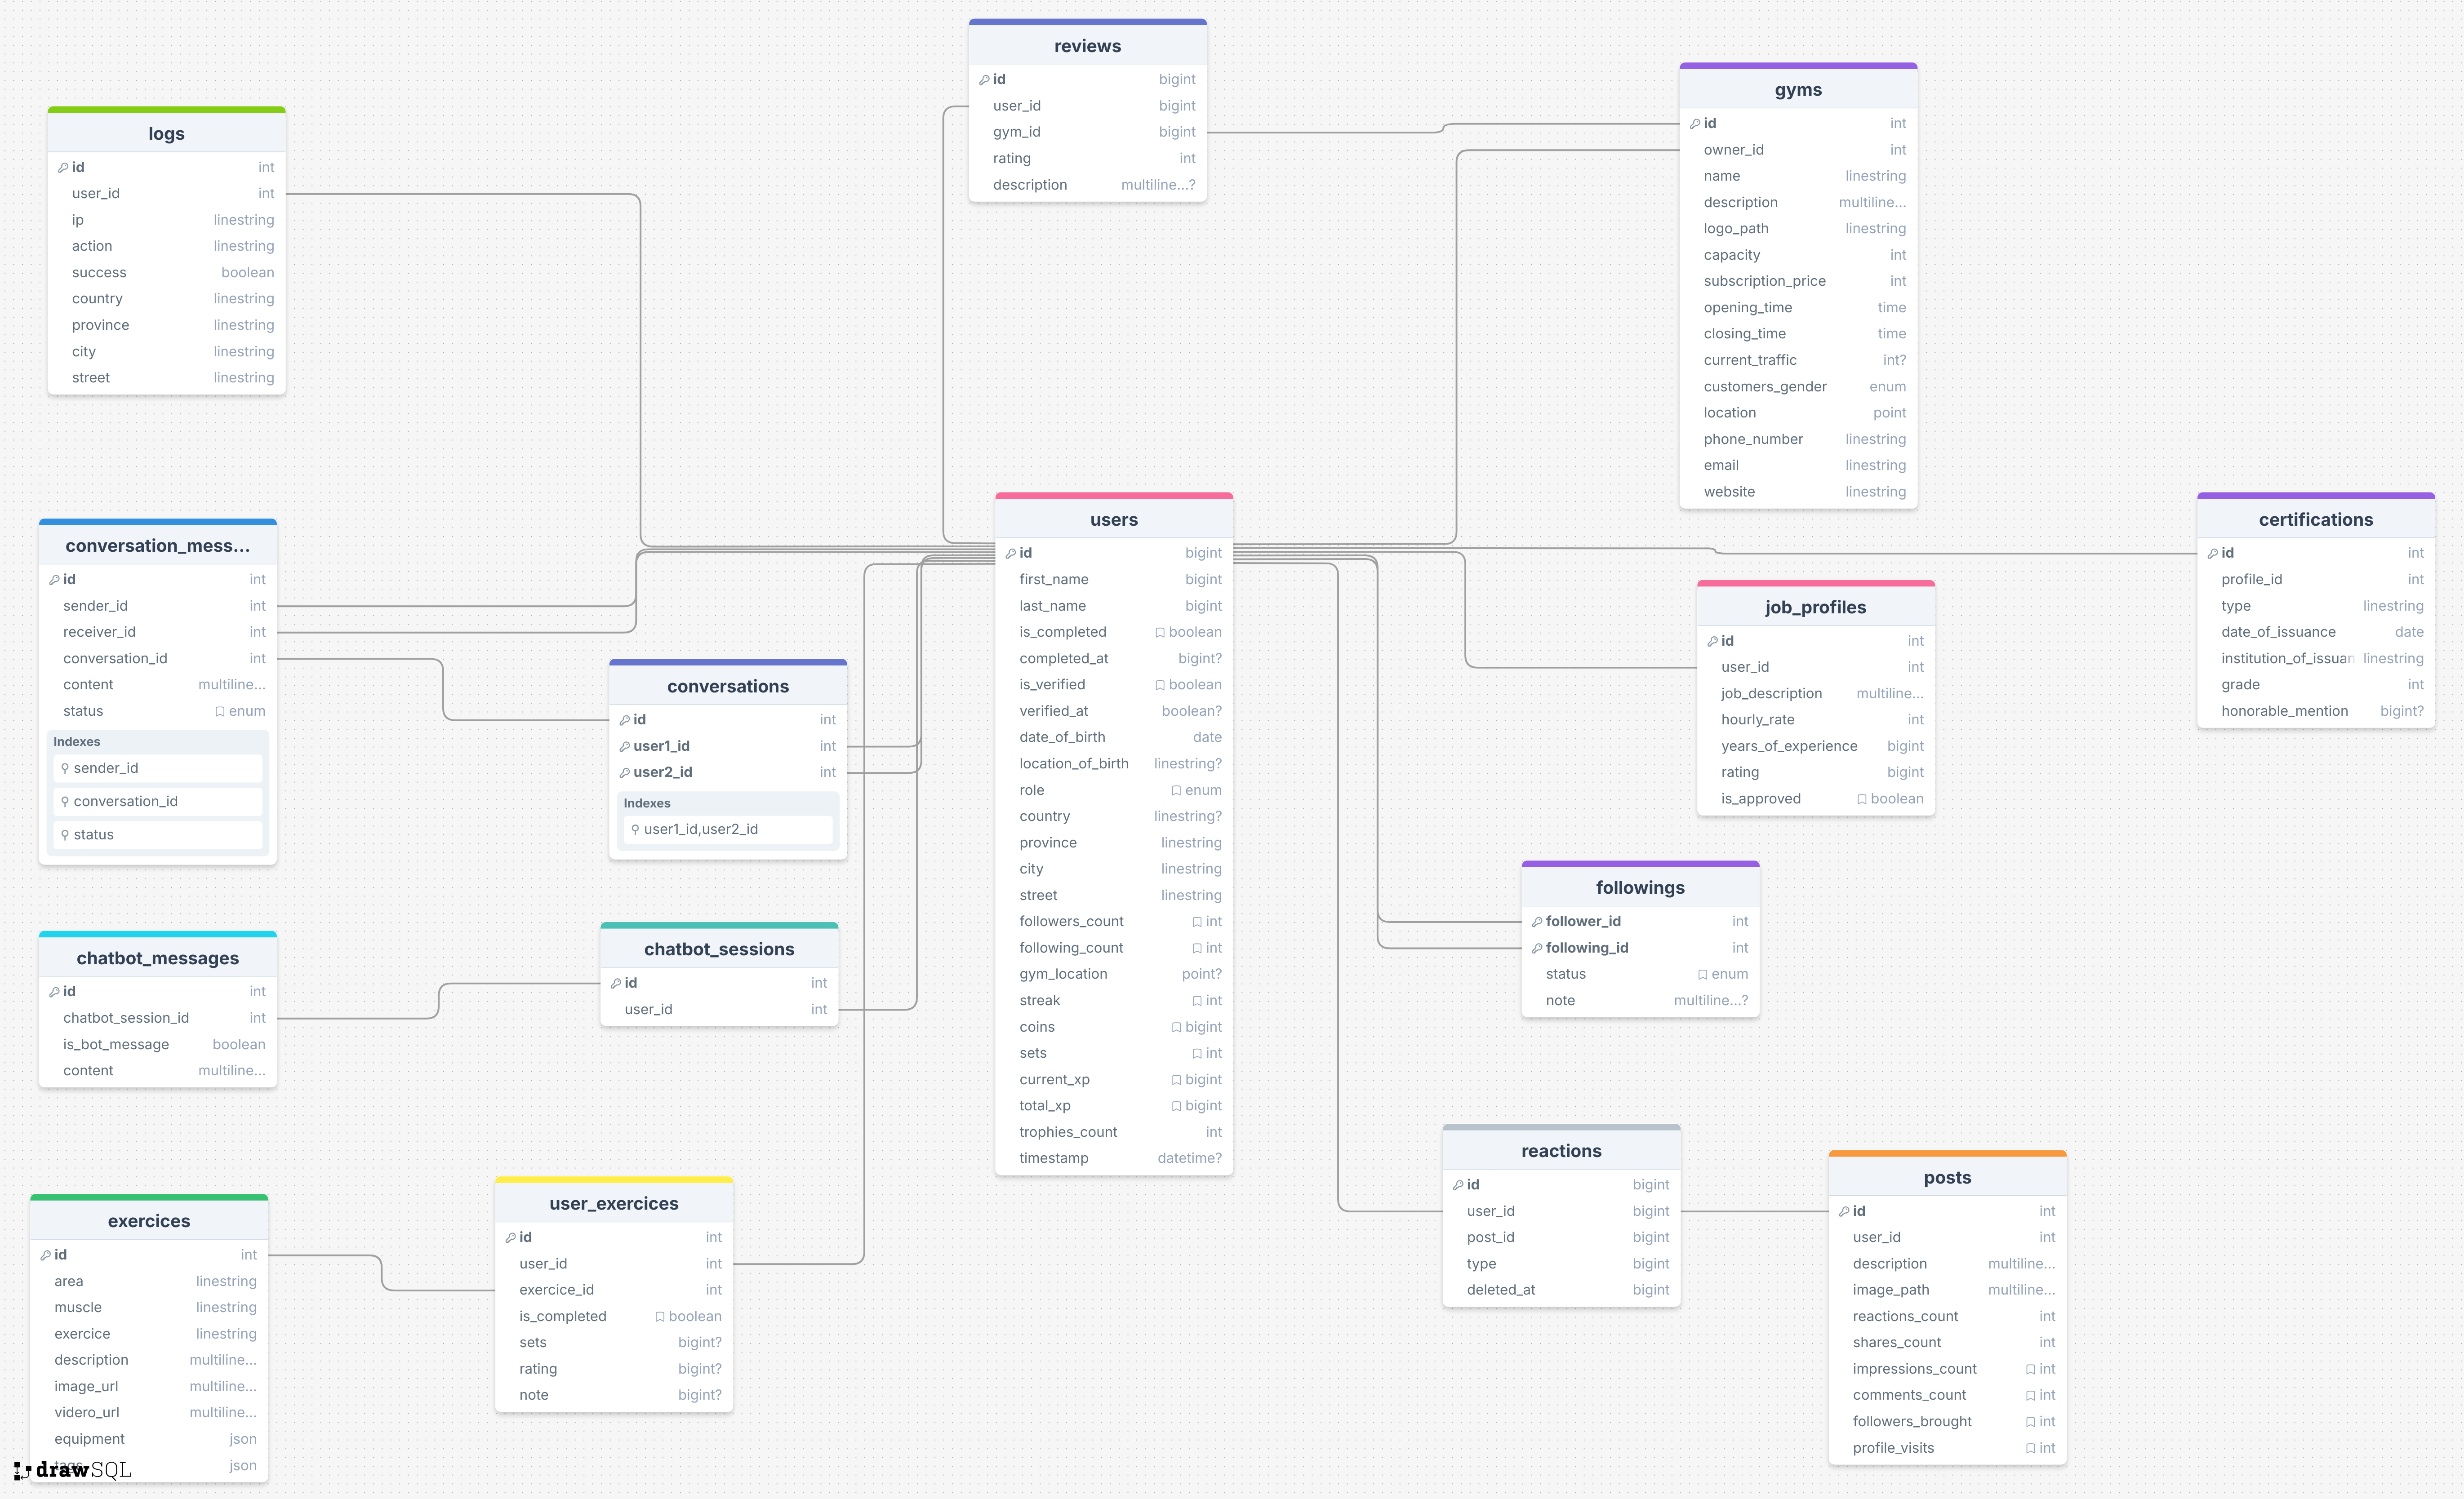 reviews
id bigint
user_id bigint
gym_id bigint
rating int
description multiline...?
gyms
id int
owner_id int
name linestring
description multiline...
logo_path linestring
capacity int
subscription_price int
opening_time time
closing_time time
current_traffic int?
customers_gender enum
location point
phone_number linestring
email linestring
website linestring
logs
id int
user_id int
ip linestring
action linestring
success boolean
country linestring
province linestring
city linestring
street linestring
users
id bigint
first_name bigint
last_name bigint
is_completed boolean
completed_at bigint?
is_verified boolean
verified_at boolean?
date_of_birth date
location_of_birth linestring?
role enum
country linestring?
province linestring
city linestring
street linestring
followers_count int
following_count int
gym_location point?
streak int
coins bigint
sets int
current_xp bigint
total_xp bigint
trophies_count int
timestamp datetime?
certifications
id int
profile_id int
type linestring
date_of_issuance date
institution_of_issuan linestring
grade int
honorable_mention bigint?
conversation_mess...
id int
sender_id int
receiver_id int
conversation_id int
content multiline...
status enum
Indexes
sender_id
conversation_id
status
job_profiles
id int
user_id int
job_description multiline...
hourly_rate int
years_of_experience bigint
rating bigint
is_approved boolean
conversations
id int
user1_id int
user2_id int
Indexes
user1_id,user2_id
followings
follower_id int
following_id int
status enum
note multiline...?
chatbot_sessions
id int
user_id int
chatbot_messages
id int
chatbot_session_id int
is_bot_message boolean
content multiline...
reactions
id bigint
user_id bigint
post_id bigint
type bigint
deleted_at bigint
posts
id int
user_id int
description multiline...
image_path multiline...
reactions_count int
shares_count int
impressions_count int
comments_count int
followers_brought int
profile_visits int
user_exercices
id int
user_id int
exercice_id int
is_completed boolean
sets bigint?
rating bigint?
note bigint?
exercices
id int
area linestring
muscle linestring
exercice linestring
description multiline...
image_url multiline...
videro_url multiline...
equipment json
json
drawSQL